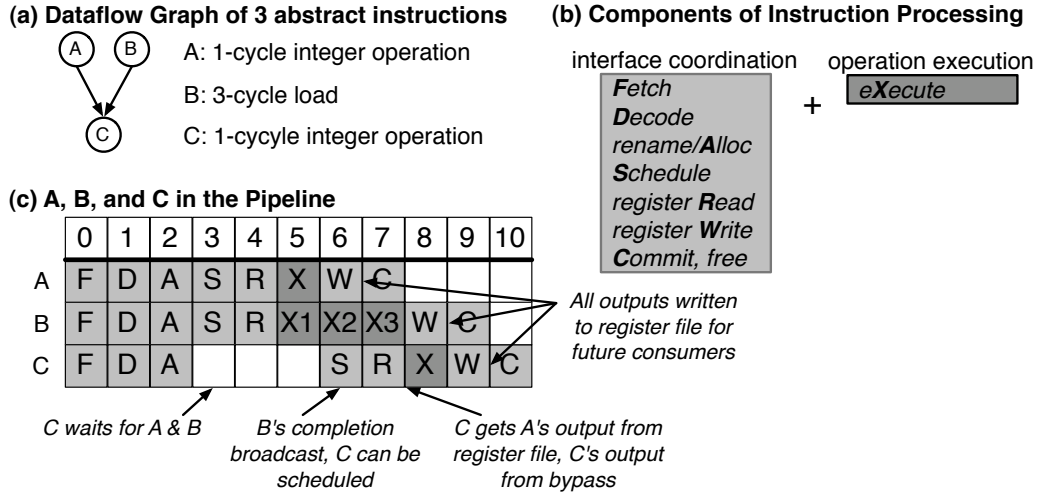 (a) Dataflow Graph of 3 abstract instructions
A B
C
A: 1-cycle integer operation
B: 3-cycle load
C: 1-cycyle integer operation
(b) Components of Instruction Processing
interface coordination
Fetch
Decode
rename/Alloc
Schedule
register Read
register Write
Commit, free
+
operation execution
eXecute
(c) A, B, and C in the Pipeline
0 1 2 3 4 5 6 7 8 9 10
A F D A S R X W C
B F D A S R X1 X2 X3 W C
C F D A S R X W C
All outputs written
to register file for
future consumers
C waits for A & B
B's completion
broadcast, C can be
scheduled
C gets A's output from
register file, C's output
from bypass